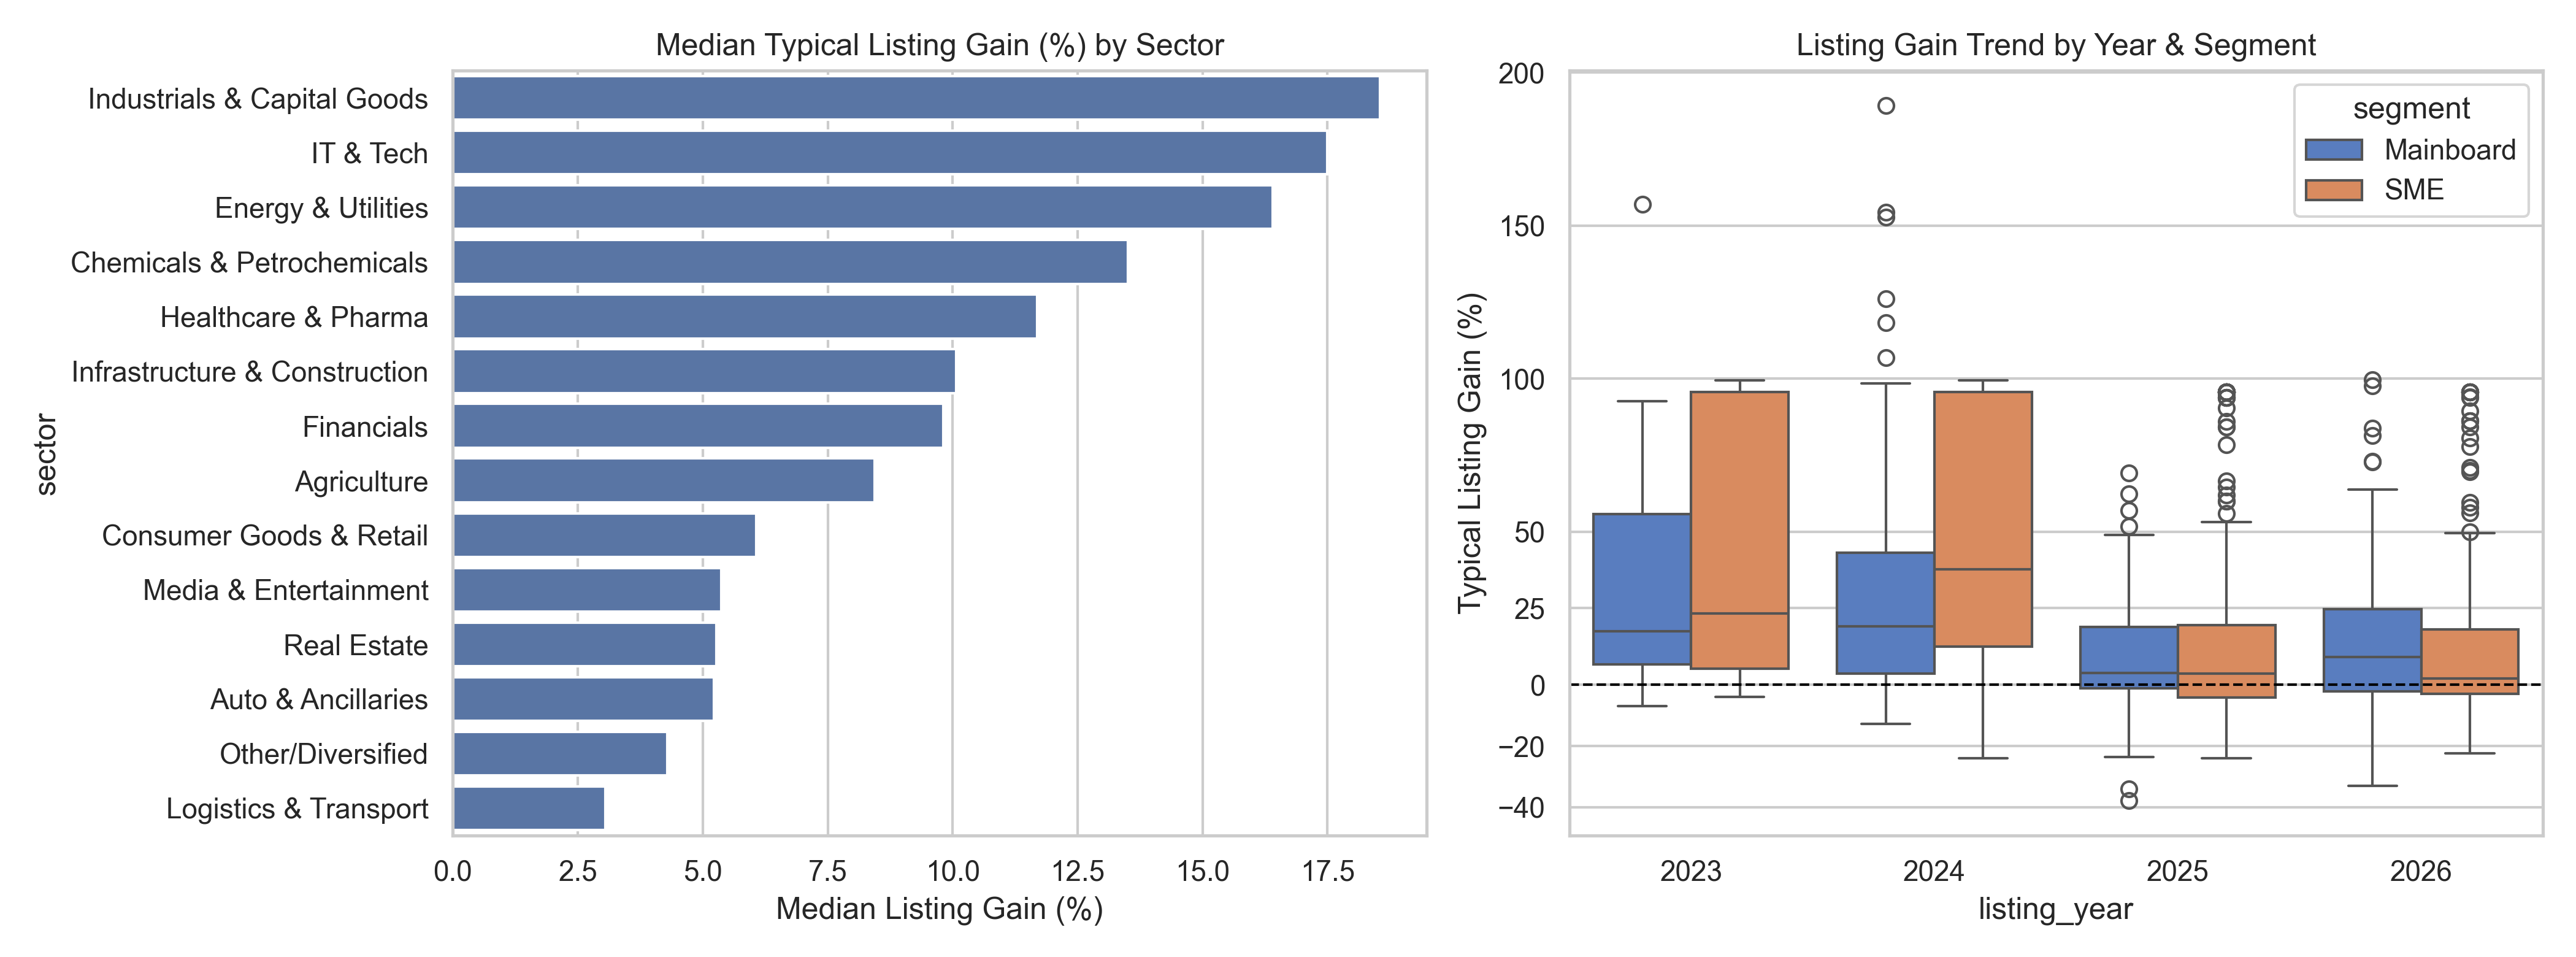 Median Typical Listing Gain (%) by Sector
sector
Industrials & Capital Goods
IT & Tech
Energy & Utilities
Chemicals & Petrochemicals
Healthcare & Pharma
Infrastructure & Construction
Financials
Agriculture
Consumer Goods & Retail
Media & Entertainment
Real Estate
Auto & Ancillaries
Other/Diversified
Logistics & Transport
0.0 2.5 5.0 7.5 10.0 12.5 15.0 17.5
Median Listing Gain (%)
Listing Gain Trend by Year & Segment
Typical Listing Gain (%)
200
150
100
50
25
0
−20
−40
segment
Mainboard
SME
2023 2024 2025 2026
listing_year